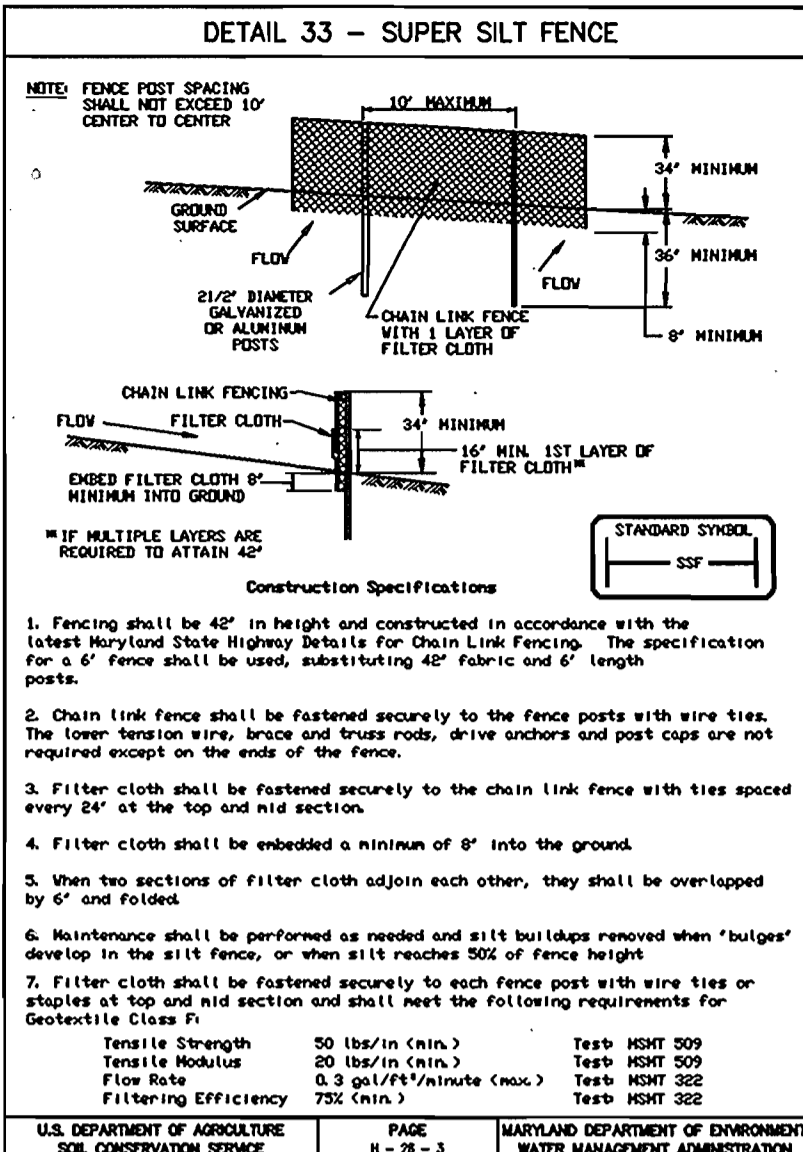 DETAIL 33 – SUPER SILT FENCE
NOTE: FENCE POST SPACING
SHALL NOT EXCEED 10'
CENTER TO CENTER
10' MAXIMUM
34" MINIMUM
GROUND
SURFACE
FLOW
36" MINIMUM
FLOW
21/2" DIAMETER
GALVANIZED
OR ALUMINUM
POSTS
CHAIN LINK FENCE
WITH 1 LAYER OF
FILTER CLOTH
8" MINIMUM
CHAIN LINK FENCING
FLOW
FILTER CLOTH
34" MINIMUM
16" MIN. 1ST LAYER OF
FILTER CLOTH*
EMBED FILTER CLOTH 8"
MINIMUM INTO GROUND
*IF MULTIPLE LAYERS ARE
REQUIRED TO ATTAIN 42"
STANDARD SYMBOL
SSF
Construction Specifications
1. Fencing shall be 42" in height and constructed in accordance with the
latest Maryland State Highway Details for Chain Link Fencing. The specification
for a 6' fence shall be used, substituting 42" fabric and 6' length
posts.
2. Chain link fence shall be fastened securely to the fence posts with wire ties.
The lower tension wire, brace and truss rods, drive anchors and post caps are not
required except on the ends of the fence.
3. Filter cloth shall be fastened securely to the chain link fence with ties spaced
every 24" at the top and mid section.
4. Filter cloth shall be embedded a minimum of 8" into the ground.
5. When two sections of filter cloth adjoin each other, they shall be overlapped
by 6" and folded.
6. Maintenance shall be performed as needed and silt buildups removed when "bulges"
develop in the silt fence, or when silt reaches 50% of fence height
7. Filter cloth shall be fastened securely to each fence post with wire ties or
staples at top and mid section and shall meet the following requirements for
Geotextile Class F:
Tensile Strength 50 lbs/in (min.) Test: MSMT 509
Tensile Modulus 20 lbs/in (min.) Test: MSMT 509
Flow Rate 0.3 gal/ft²/minute (max.) Test: MSMT 322
Filtering Efficiency 75% (min.) Test: MSMT 322
U.S. DEPARTMENT OF AGRICULTURE
SOIL CONSERVATION SERVICE
PAGE
H - 26 - 3
MARYLAND DEPARTMENT OF ENVIRONMENT
WATER MANAGEMENT ADMINISTRATION